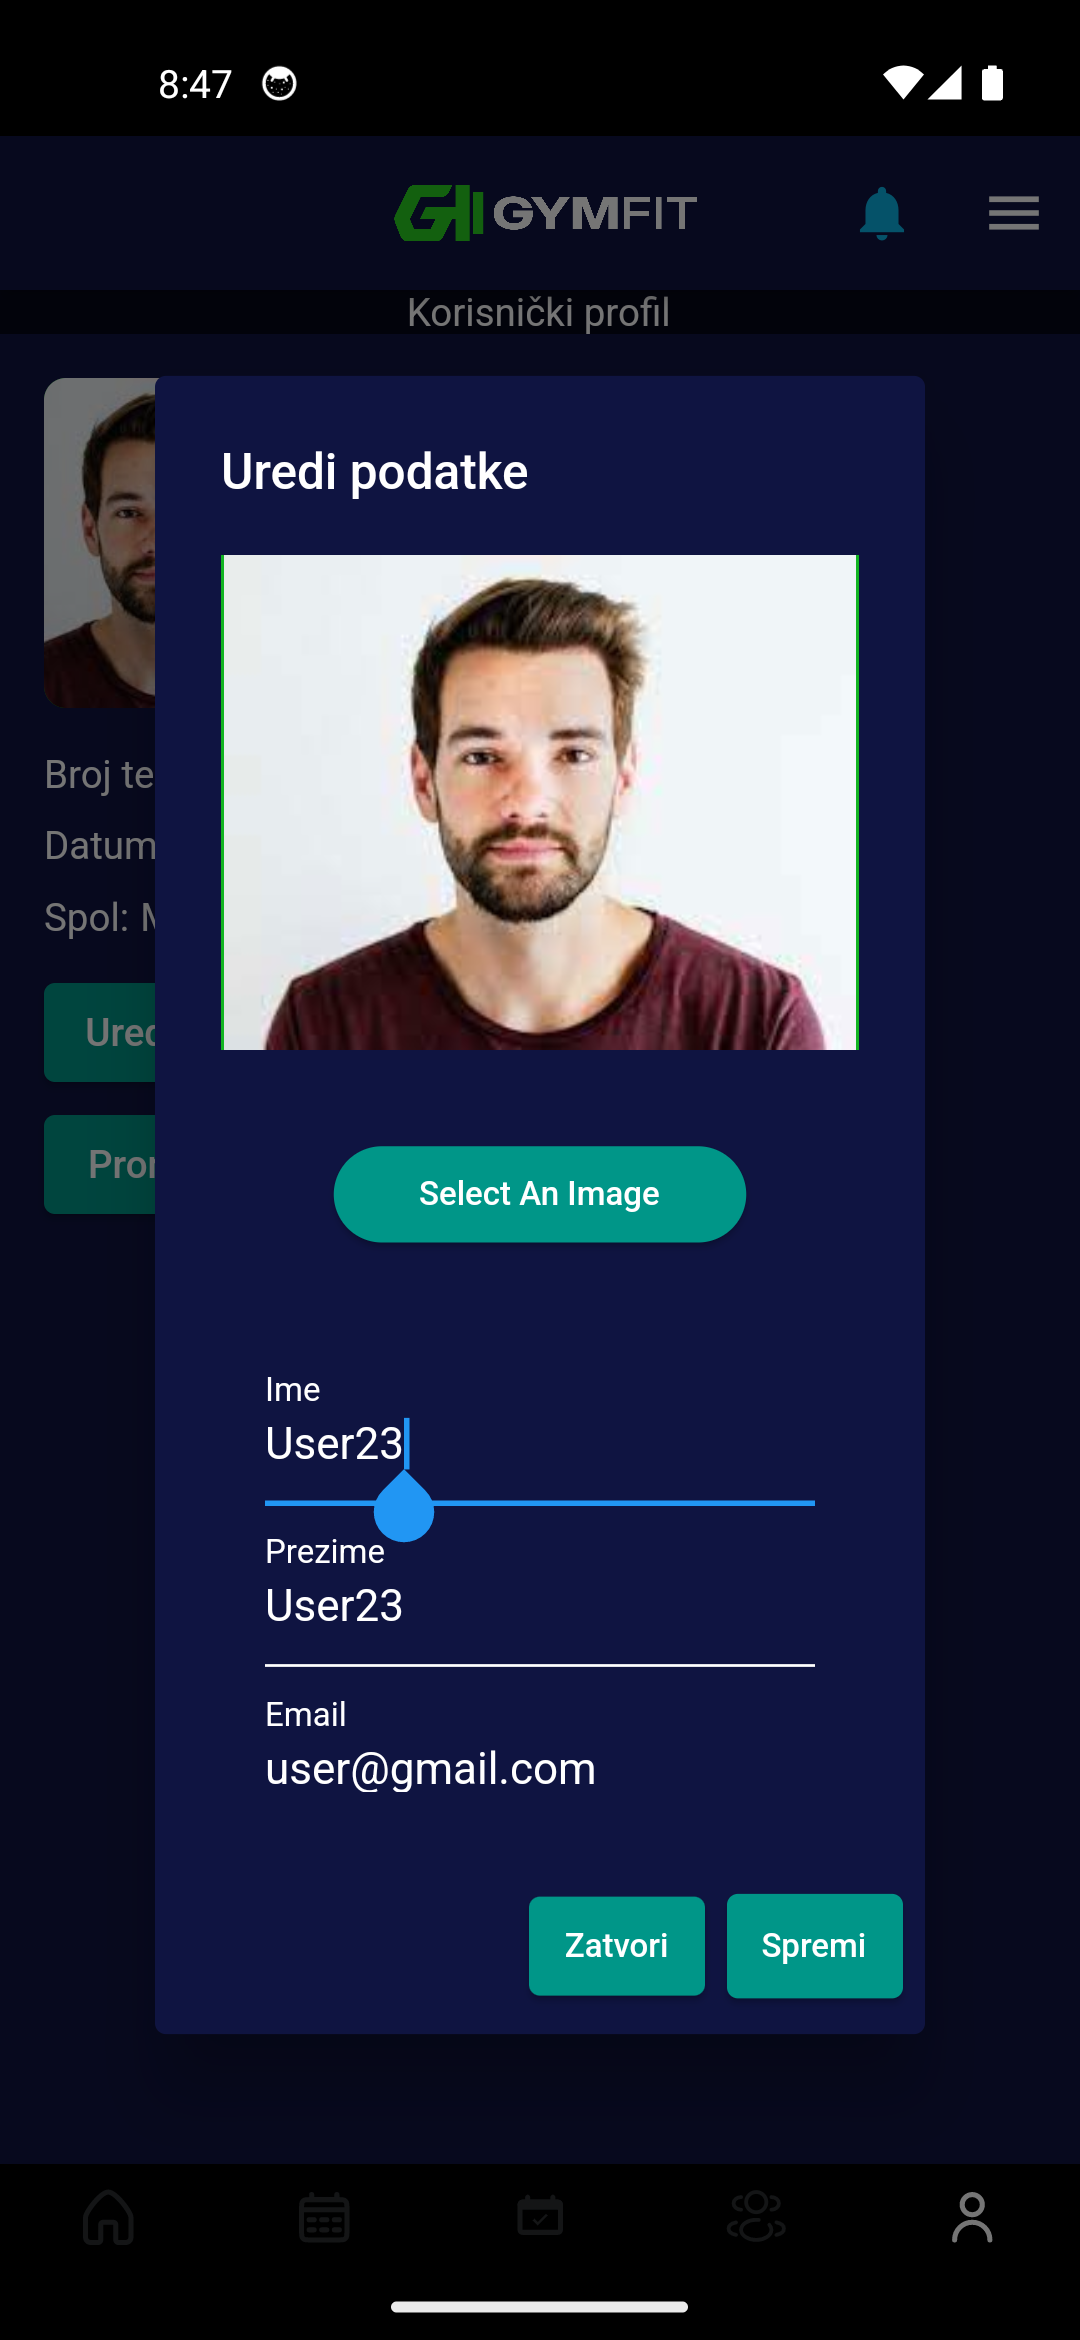 8:47
GYMFIT
Korisnički profil
Uredi podatke
Broj te
Datum
Spol: M
Ured
Pror
Select An Image
Ime
User23
Prezime
User23
Email
user@gmail.com
Zatvori
Spremi